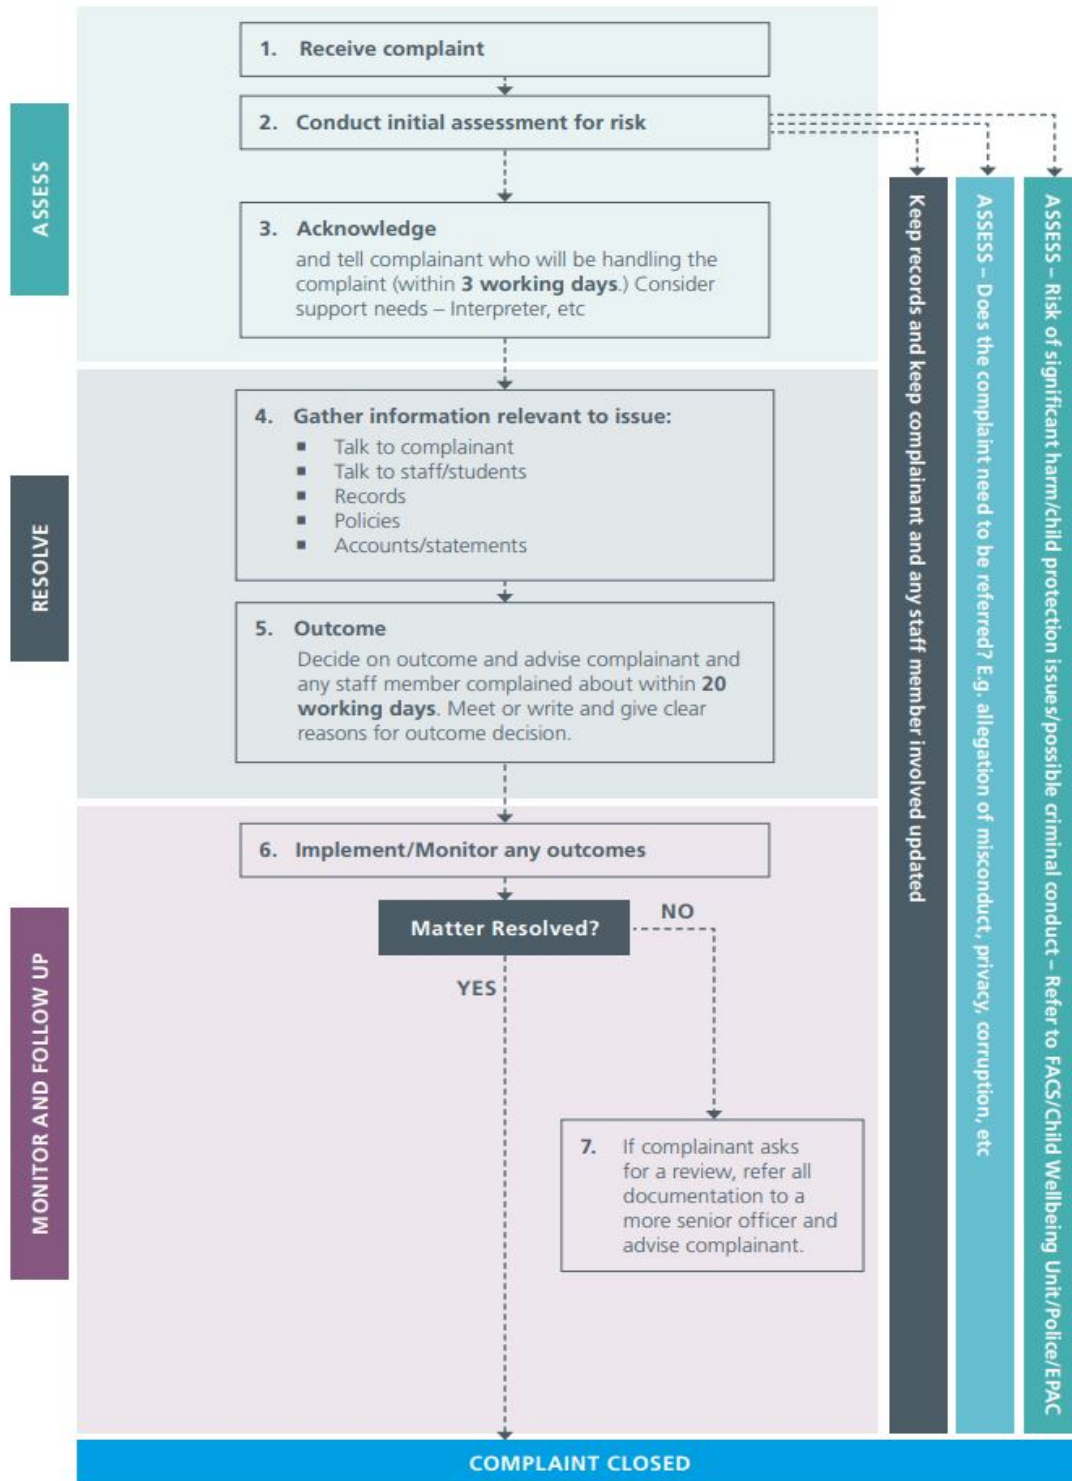 ASSESS
1. Receive complaint
2. Conduct initial assessment for risk
3. Acknowledge
and tell complainant who will be handling the
complaint (within 3 working days.) Consider
support needs – Interpreter, etc
RESOLVE
4. Gather information relevant to issue:
▪ Talk to complainant
▪ Talk to staff/students
▪ Records
▪ Policies
▪ Accounts/statements
5. Outcome
Decide on outcome and advise complainant and
any staff member complained about within 20
working days. Meet or write and give clear
reasons for outcome decision.
MONITOR AND FOLLOW UP
6. Implement/Monitor any outcomes
Matter Resolved?
NO
YES
7. If complainant asks
for a review, refer all
documentation to a
more senior officer and
advise complainant.
Keep records and keep complainant and any staff member involved updated
ASSESS – Does the complaint need to be referred? E.g. allegation of misconduct, privacy, corruption, etc
ASSESS – Risk of significant harm/child protection issues/possible criminal conduct – Refer to FACS/Child Wellbeing Unit/Police/EPAC
COMPLAINT CLOSED